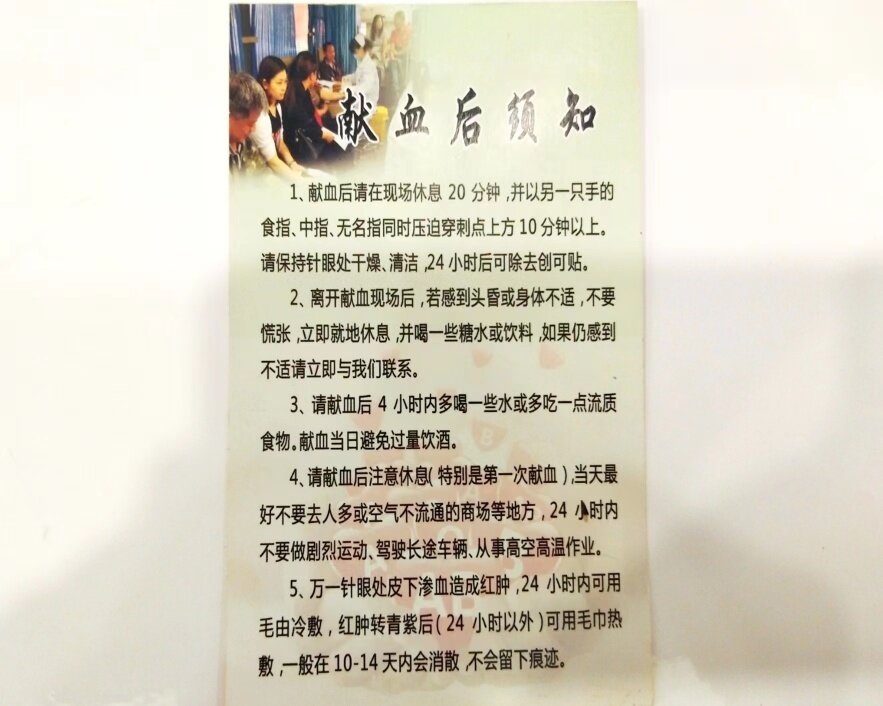 献血后须知
1、献血后请在现场休息 20 分钟,并以另一只手的
食指、中指、无名指同时压迫穿刺点上方 10 分钟以上。
请保持针眼处干燥、清洁,24 小时后可除去创可贴。
2、离开献血现场后,若感到头昏或身体不适,不要
慌张,立即就地休息,并喝一些糖水或饮料,如果仍感到
不适请立即与我们联系。
3、请献血后 4 小时内多喝一些水或多吃一点流质
食物。献血当日避免过量饮酒。
4、请献血后注意休息(特别是第一次献血),当天最
好不要去人多或空气不流通的商场等地方,24 小时内
不要做剧烈运动、驾驶长途车辆、从事高空高温作业。
5、万一针眼处皮下渗血造成红肿,24 小时内可用
毛由冷敷,红肿转青紫后(24 小时以外)可用毛巾热
敷,一般在 10-14 天内会消散,不会留下痕迹。